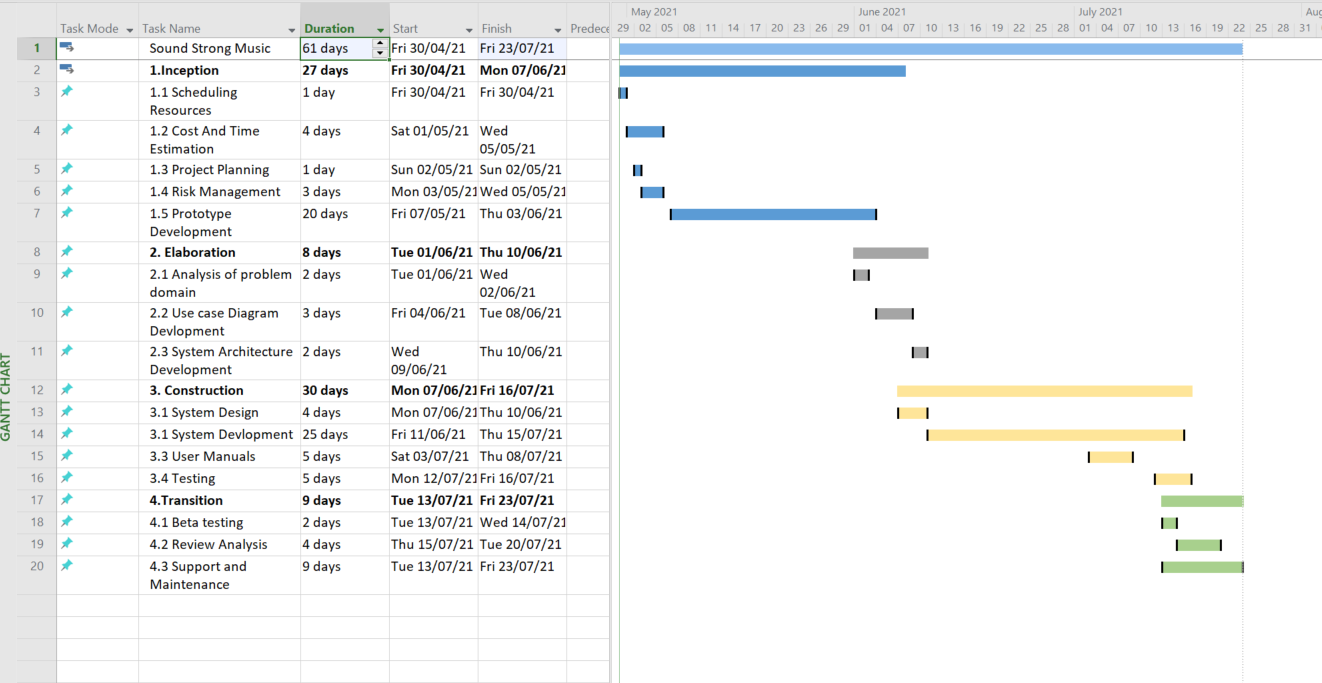 May 2021 June 2021 July 2021 Aug
Task Mode Task Name Duration Start Finish Predece 29 02 05 08 11 14 17 20 23 26 29 01 04 07 10 13 16 19 22 25 28 01 04 07 10 13 16 19 22 25 28 31
1 Sound Strong Music 61 days Fri 30/04/21 Fri 23/07/21
2 1.Inception 27 days Fri 30/04/21 Mon 07/06/21
3 1.1 Scheduling 1 day Fri 30/04/21 Fri 30/04/21
Resources
4 1.2 Cost And Time 4 days Sat 01/05/21 Wed
Estimation 05/05/21
5 1.3 Project Planning 1 day Sun 02/05/21 Sun 02/05/21
6 1.4 Risk Management 3 days Mon 03/05/21 Wed 05/05/21
7 1.5 Prototype 20 days Fri 07/05/21 Thu 03/06/21
Development
8 2. Elaboration 8 days Tue 01/06/21 Thu 10/06/21
9 2.1 Analysis of problem 2 days Tue 01/06/21 Wed
domain 02/06/21
10 2.2 Use case Diagram 3 days Fri 04/06/21 Tue 08/06/21
Devlopment
11 2.3 System Architecture 2 days Wed Thu 10/06/21
Development 09/06/21
12 3. Construction 30 days Mon 07/06/21 Fri 16/07/21
13 3.1 System Design 4 days Mon 07/06/21 Thu 10/06/21
14 3.1 System Devlopment 25 days Fri 11/06/21 Thu 15/07/21
15 3.3 User Manuals 5 days Sat 03/07/21 Thu 08/07/21
16 3.4 Testing 5 days Mon 12/07/21 Fri 16/07/21
17 4.Transition 9 days Tue 13/07/21 Fri 23/07/21
18 4.1 Beta testing 2 days Tue 13/07/21 Wed 14/07/21
19 4.2 Review Analysis 4 days Thu 15/07/21 Tue 20/07/21
20 4.3 Support and 9 days Tue 13/07/21 Fri 23/07/21
Maintenance
GANTT CHART